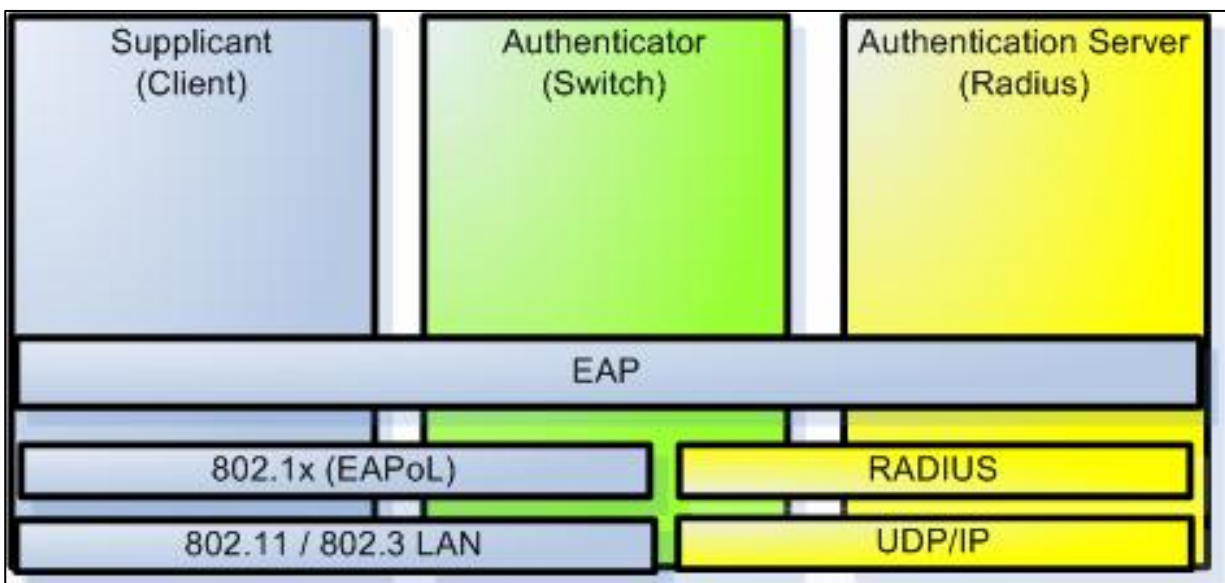 Supplicant
(Client)
Authenticator
(Switch)
Authentication Server
(Radius)
EAP
802.1x (EAPoL)
RADIUS
802.11 / 802.3 LAN
UDP/IP